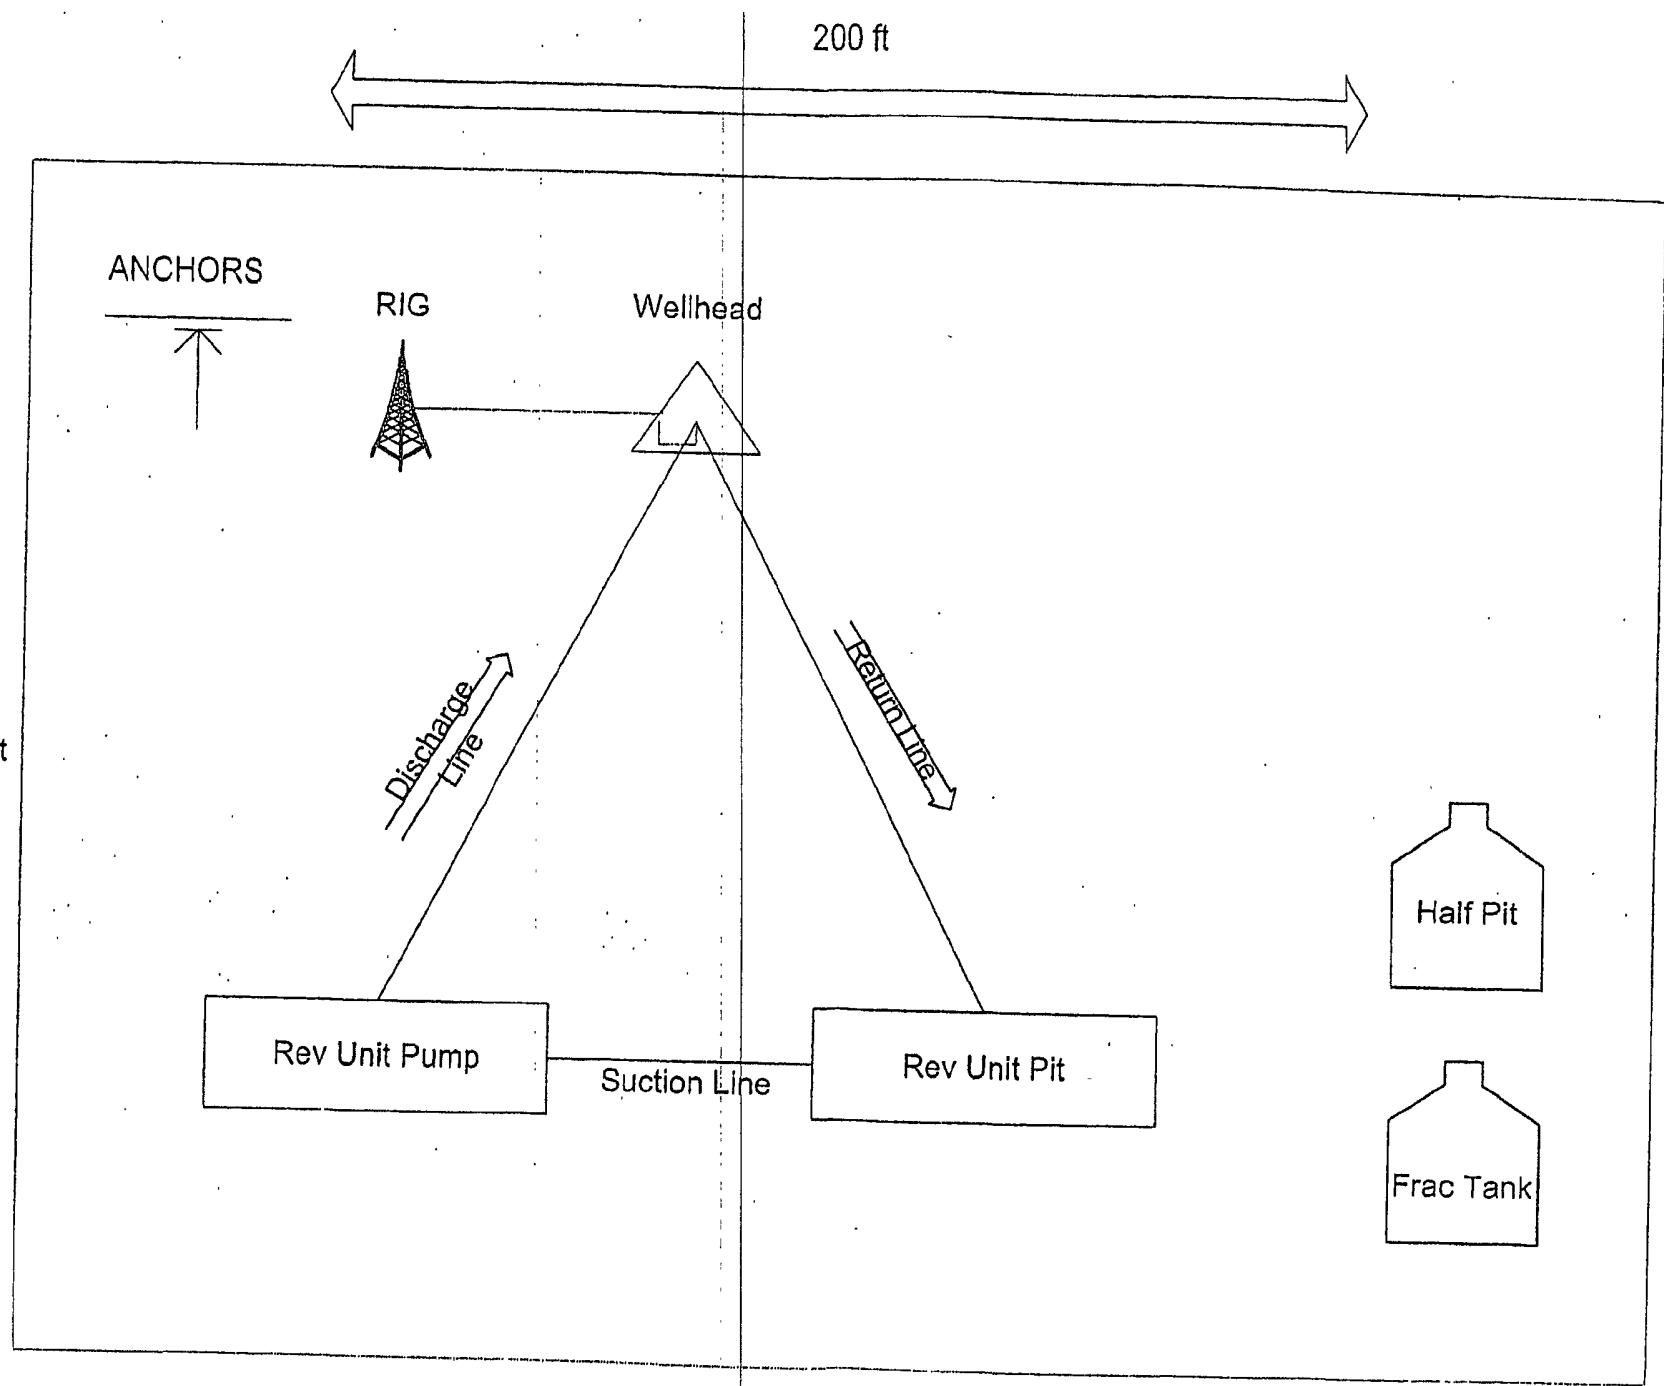 200 ft
ANCHORS
RIG
Wellhead
Discharge
Line
Return Line
Half Pit
Rev Unit Pump
Suction Line
Rev Unit Pit
Frac Tank